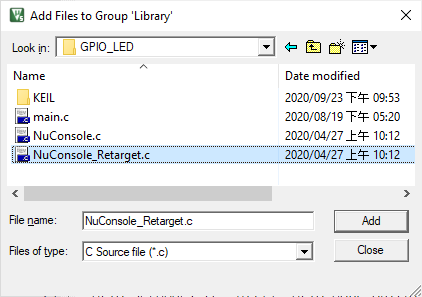 Add Files to Group 'Library'
Look in: GPIO_LED
Name Date modified
KEIL 2020/09/23 下午 09:53
main.c 2020/08/19 下午 05:20
NuConsole.c 2020/04/27 上午 10:12
NuConsole_Retarget.c 2020/04/27 上午 10:12
File name: NuConsole_Retarget.c Add
Files of type: C Source file (*.c) Close